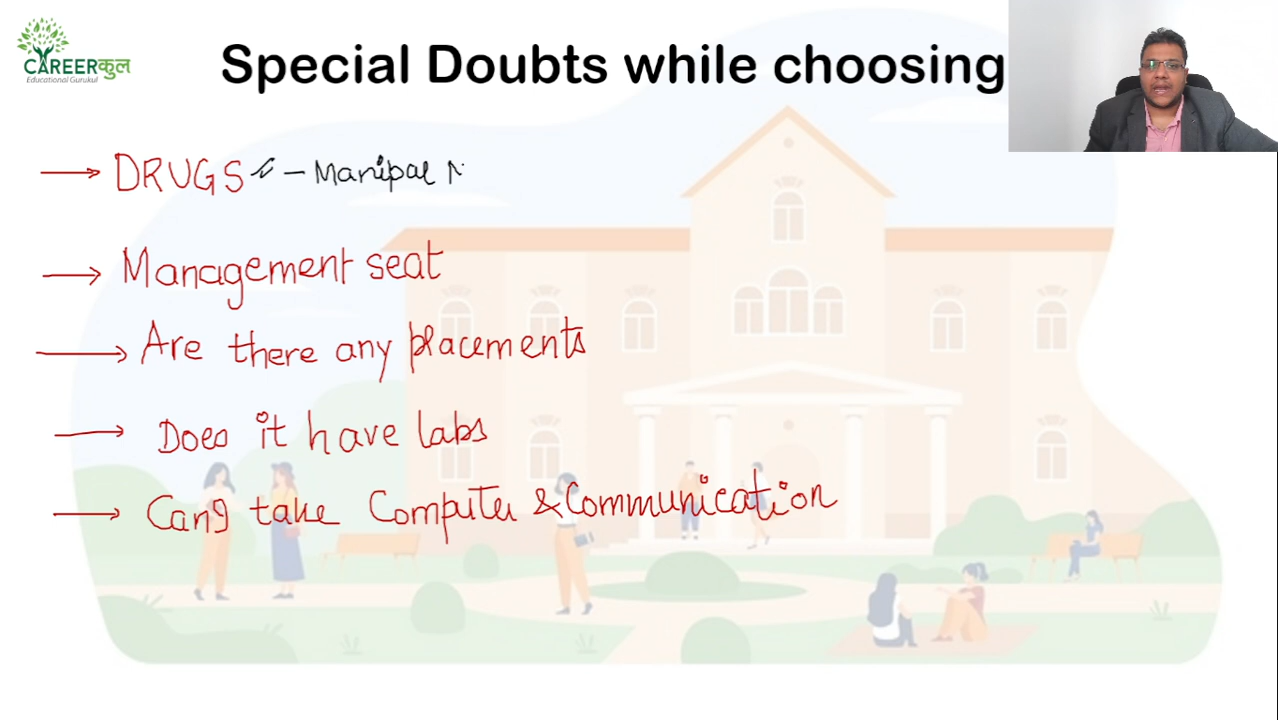 CAREERकुल
Educational Gurukul
Special Doubts while choosing
→ DRUGS - Manipal
→ Management seat
→ Are there any placements
→ Does it have labs
→ Can I take Computer & Communication